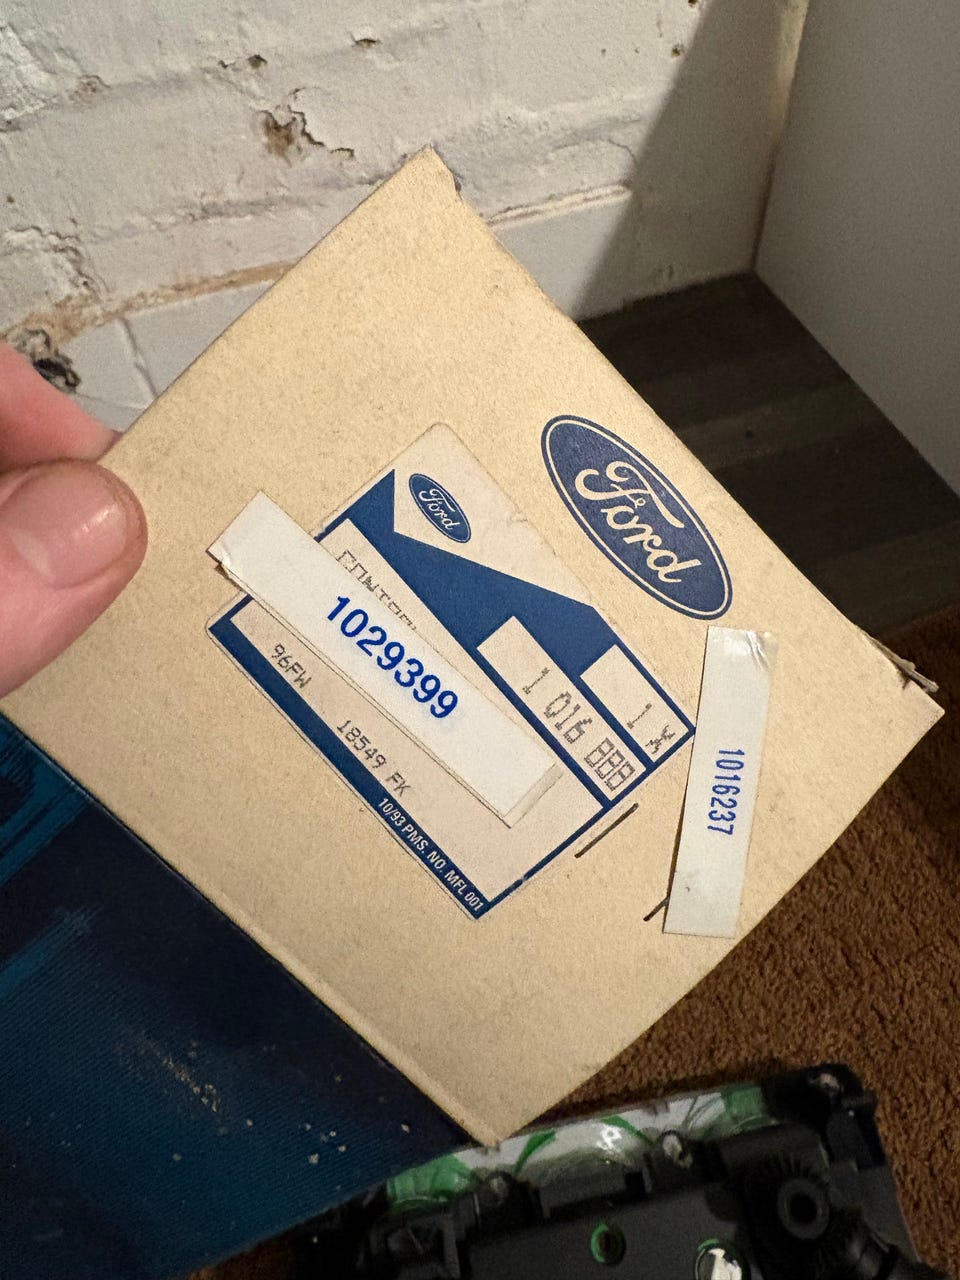 Ford
Ford
1029399
1 016 888
1 X
96FW
18549 FK
10/93 PMS. NO. MFL 001
1016237